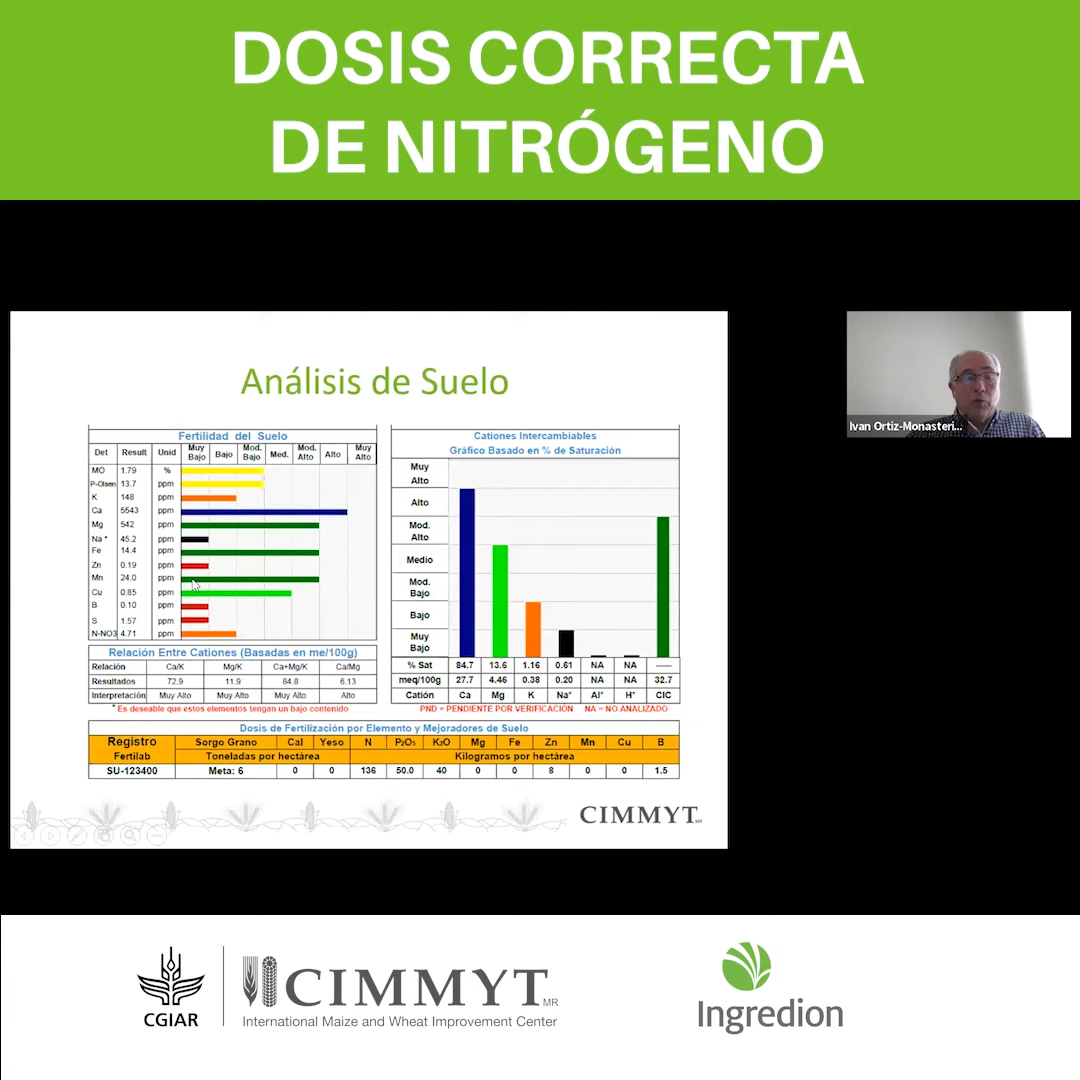 DOSIS CORRECTA
DE NITRÓGENO
Análisis de Suelo
Fertilidad del Suelo
Det Result Unid Muy Bajo Bajo Mod. Bajo Med. Mod. Alto Alto Muy Alto
MO 1.79 %
P-Olsen 13.7 ppm
K 148 ppm
Ca 5543 ppm
Mg 542 ppm
Na * 45.2 ppm
Fe 14.4 ppm
Zn 0.19 ppm
Mn 24.0 ppm
Cu 0.85 ppm
B 0.10 ppm
S 1.57 ppm
N-NO3 4.71 ppm
Relación Entre Cationes (Basadas en me/100g)
Relación Ca/K Mg/K Ca+Mg/K Ca/Mg
Resultados 72.9 11.9 84.8 6.13
Interpretación Muy Alto Muy Alto Muy Alto Alto
* Es deseable que estos elementos tengan un bajo contenido
Cationes Intercambiables
Gráfico Basado en % de Saturación
Muy
Alto
Alto
Mod.
Alto
Medio
Mod.
Bajo
Bajo
Muy
Bajo
% Sat 84.7 13.6 1.16 0.61 NA NA ——
meq/100g 27.7 4.46 0.38 0.20 NA NA 32.7
Catión Ca Mg K Na* Al* H* CIC
PND = PENDIENTE POR VERIFICACIÓN NA = NO ANALIZADO
Dosis de Fertilización por Elemento y Mejoradores de Suelo
Registro Sorgo Grano Cal Yeso N P₂O₅ K₂O Mg Fe Zn Mn Cu B
Fertilab Toneladas por hectárea Kilogramos por hectárea
SU-123400 Meta: 6 0 0 136 50.0 40 0 0 8 0 0 1.5
CIMMYT MR
Ivan Ortiz-Monasteri...
CGIAR
CIMMYT MR
International Maize and Wheat Improvement Center
Ingredion